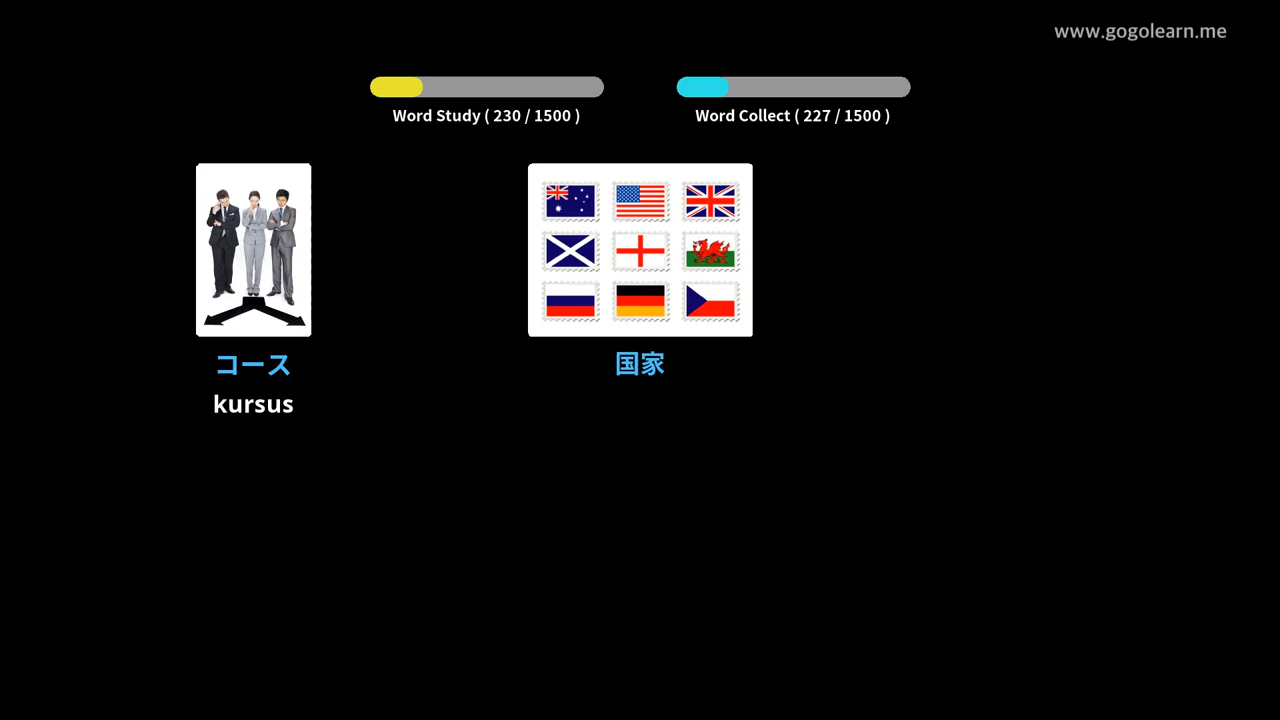 www.gogolearn.me
Word Study ( 230 / 1500 )
Word Collect ( 227 / 1500 )
コース
国家
kursus